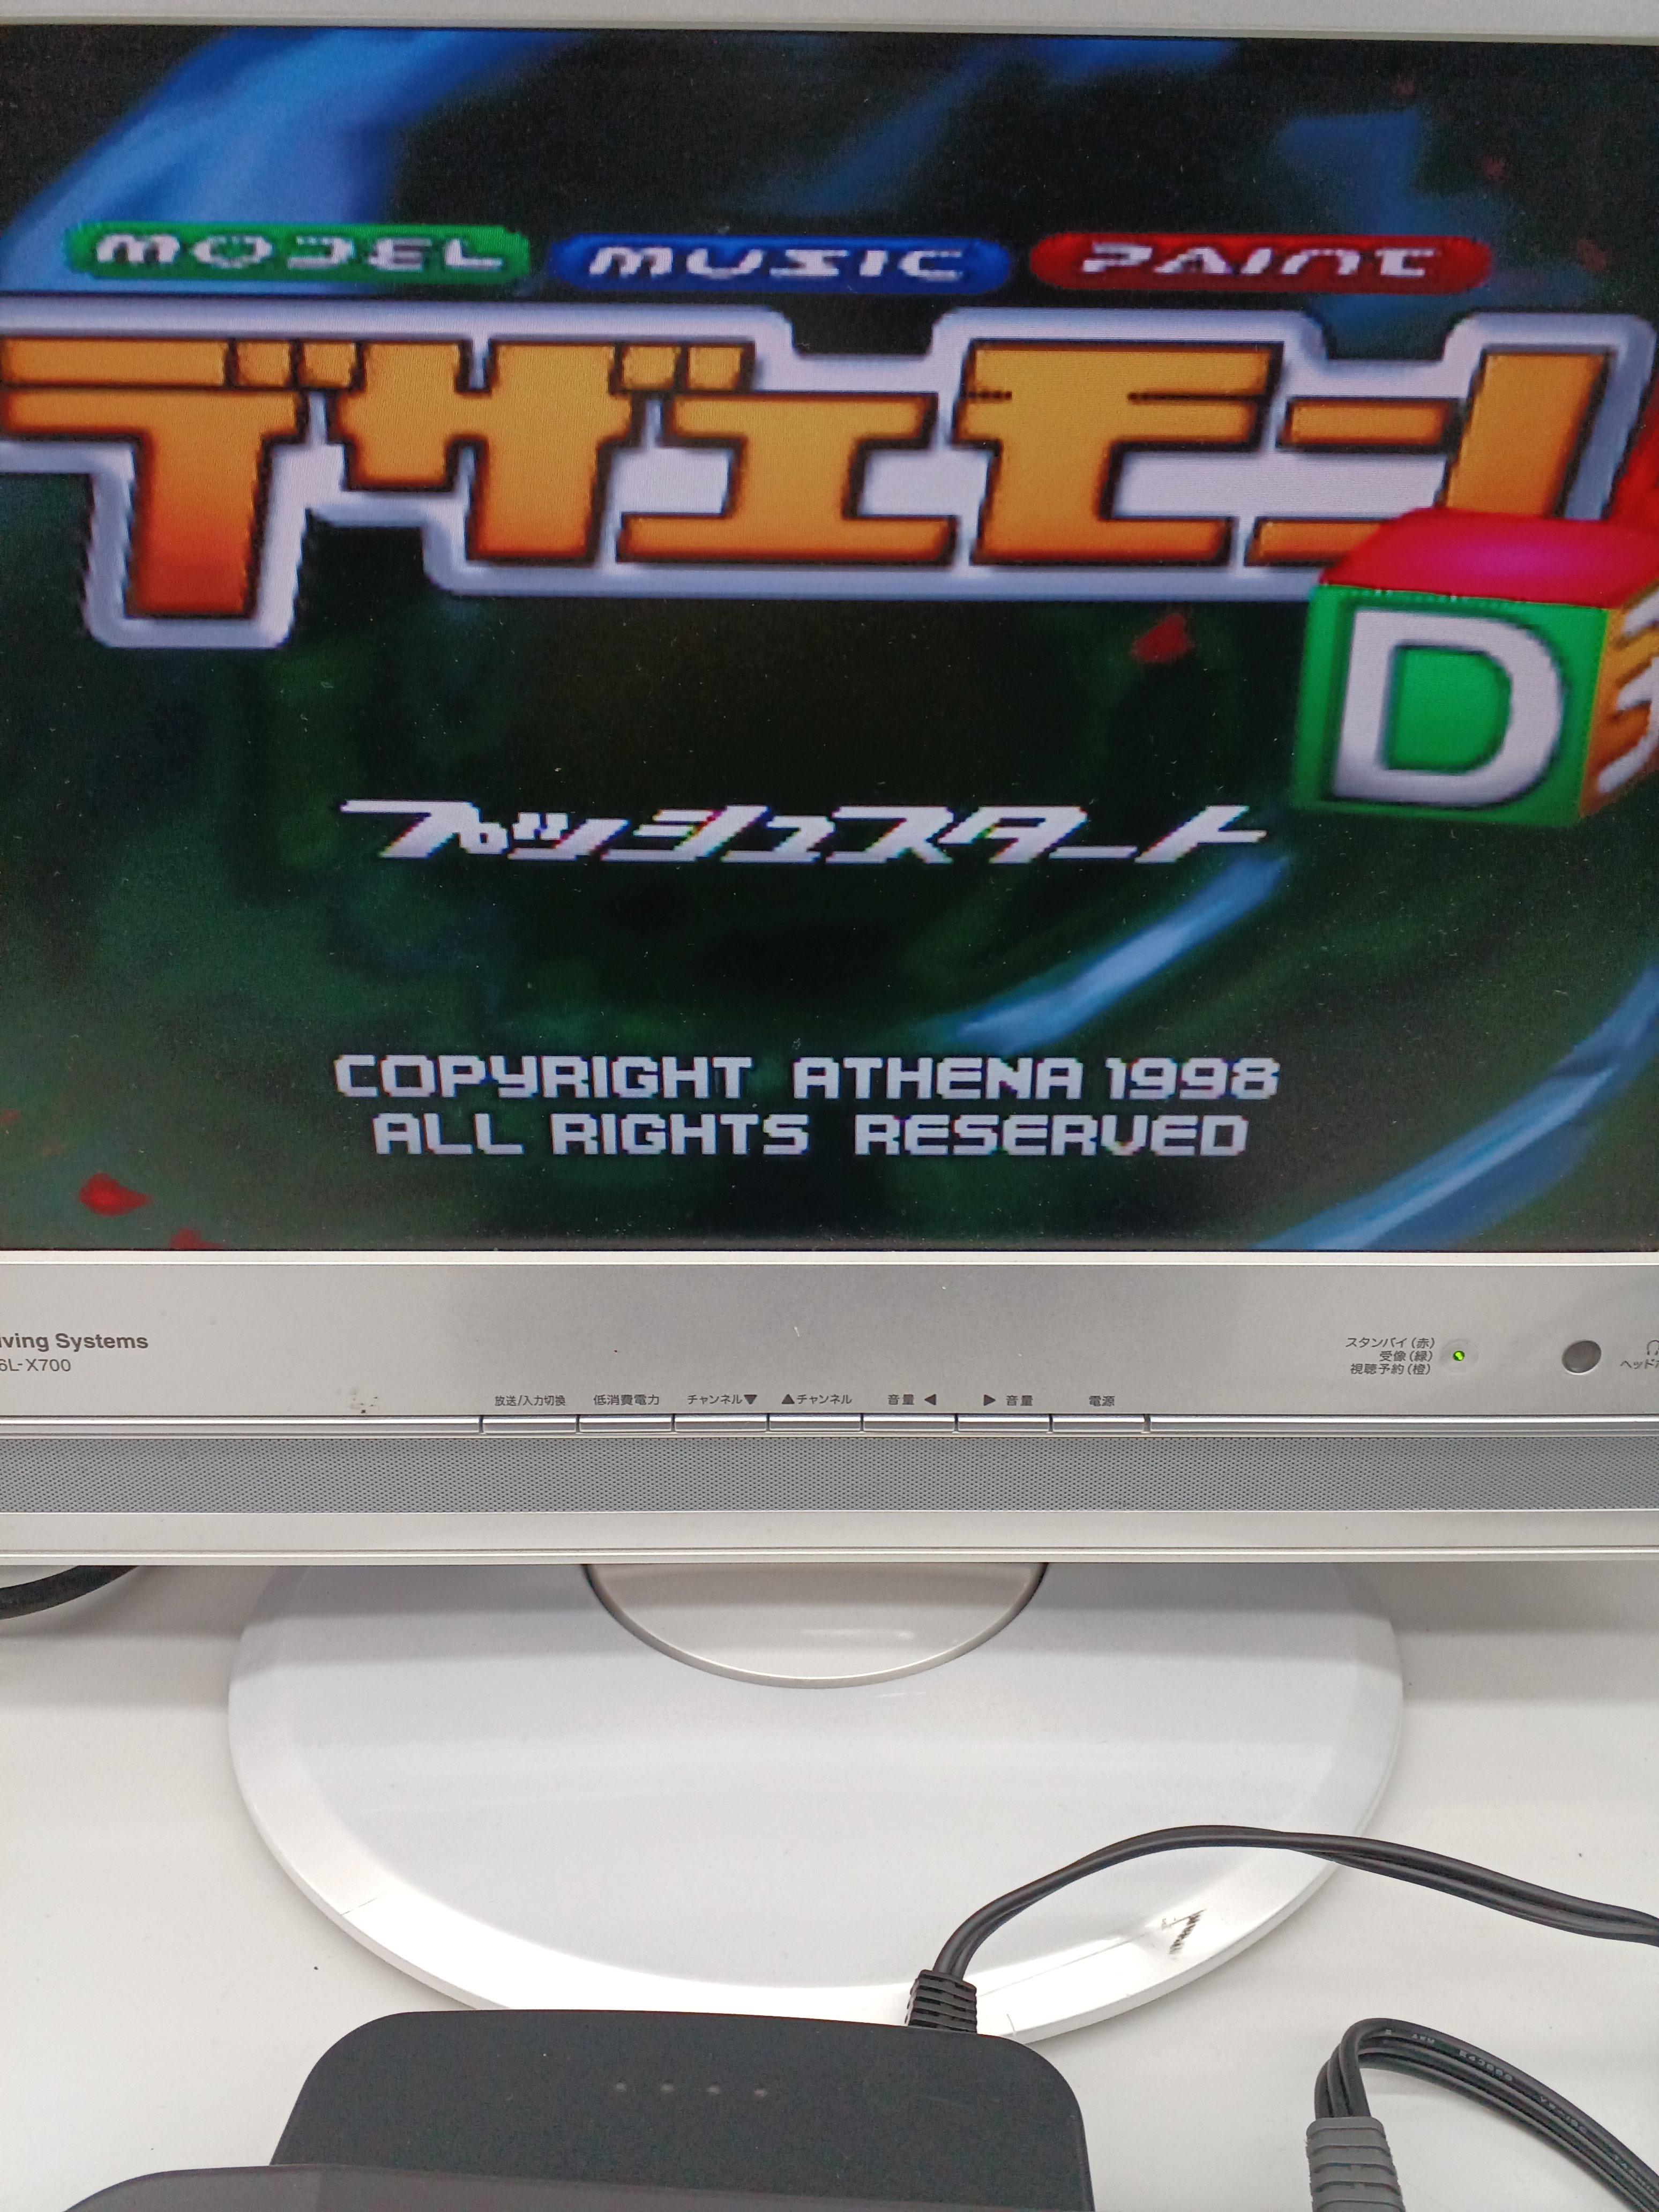 MODEL MUSIC PAINT
デザエモン
D
プッシュスタート
COPYRIGHT ATHENA 1998
ALL RIGHTS RESERVED
Systems
X700
スタンバイ(赤)
受像(緑)
視聴予約(橙)
放送/入力切換 低消費電力 チャンネル▼ ▲チャンネル 音量 ◀ ▶ 音量 電源